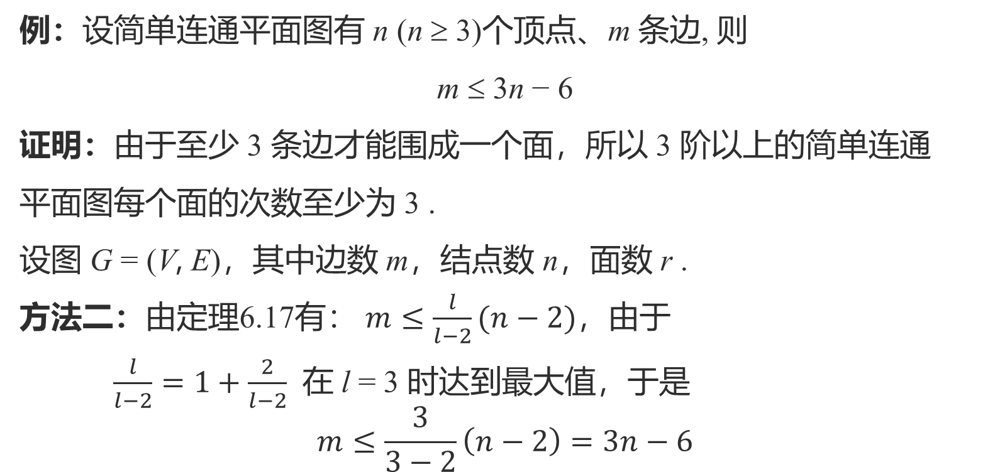 例：设简单连通平面图有 n (n ≥ 3)个顶点、m 条边, 则
m ≤ 3n − 6
证明：由于至少 3 条边才能围成一个面，所以 3 阶以上的简单连通
平面图每个面的次数至少为 3 .
设图 G = (V, E)，其中边数 m，结点数 n，面数 r .
方法二：由定理6.17有： m ≤ \frac{l}{l−2}(n − 2)，由于
\frac{l}{l−2} = 1 + \frac{2}{l−2} 在 l = 3 时达到最大值，于是
m ≤ \frac{3}{3 − 2}(n − 2) = 3n − 6